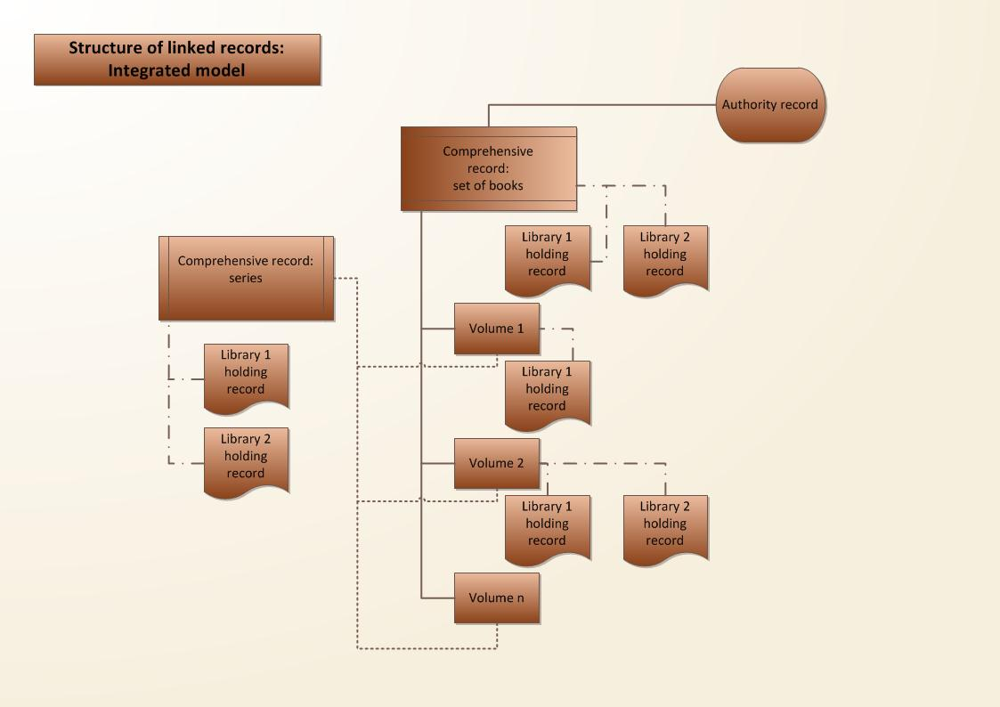 Structure of linked records:
Integrated model
Authority record
Comprehensive
record:
set of books
Library 1
holding
record
Library 2
holding
record
Comprehensive record:
series
Library 1
holding
record
Library 2
holding
record
Volume 1
Library 1
holding
record
Volume 2
Library 1
holding
record
Library 2
holding
record
Volume n